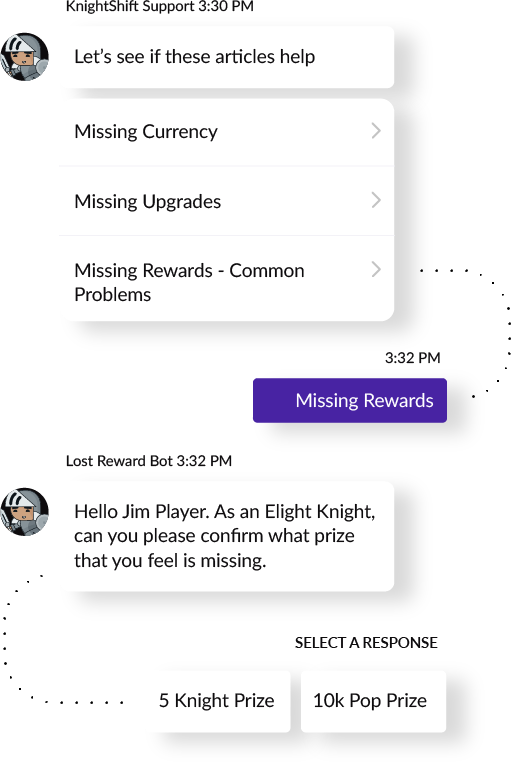 KnightShift Support 3:30 PM
Let's see if these articles help
Missing Currency
Missing Upgrades
Missing Rewards - Common
Problems
3:32 PM
Missing Rewards
Lost Reward Bot 3:32 PM
Hello Jim Player. As an Elight Knight,
can you please confirm what prize
that you feel is missing.
SELECT A RESPONSE
5 Knight Prize
10k Pop Prize